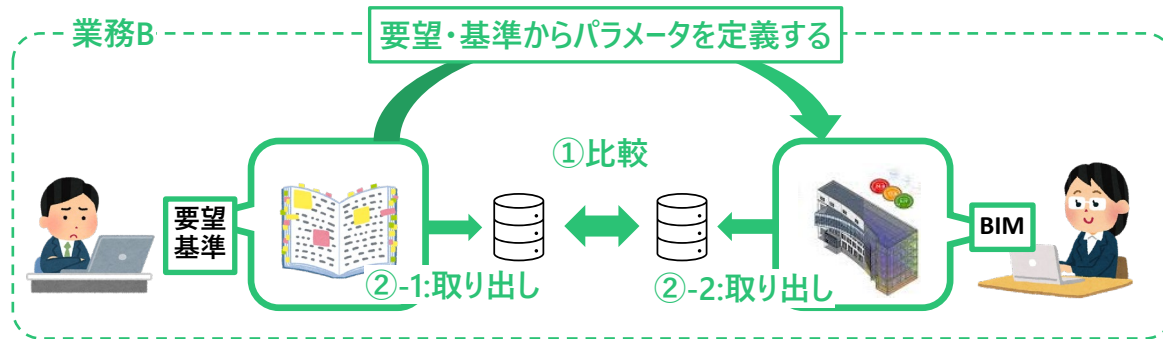 業務B
要望・基準からパラメータを定義する
①比較
要望
基準
BIM
②-1:取り出し
②-2:取り出し